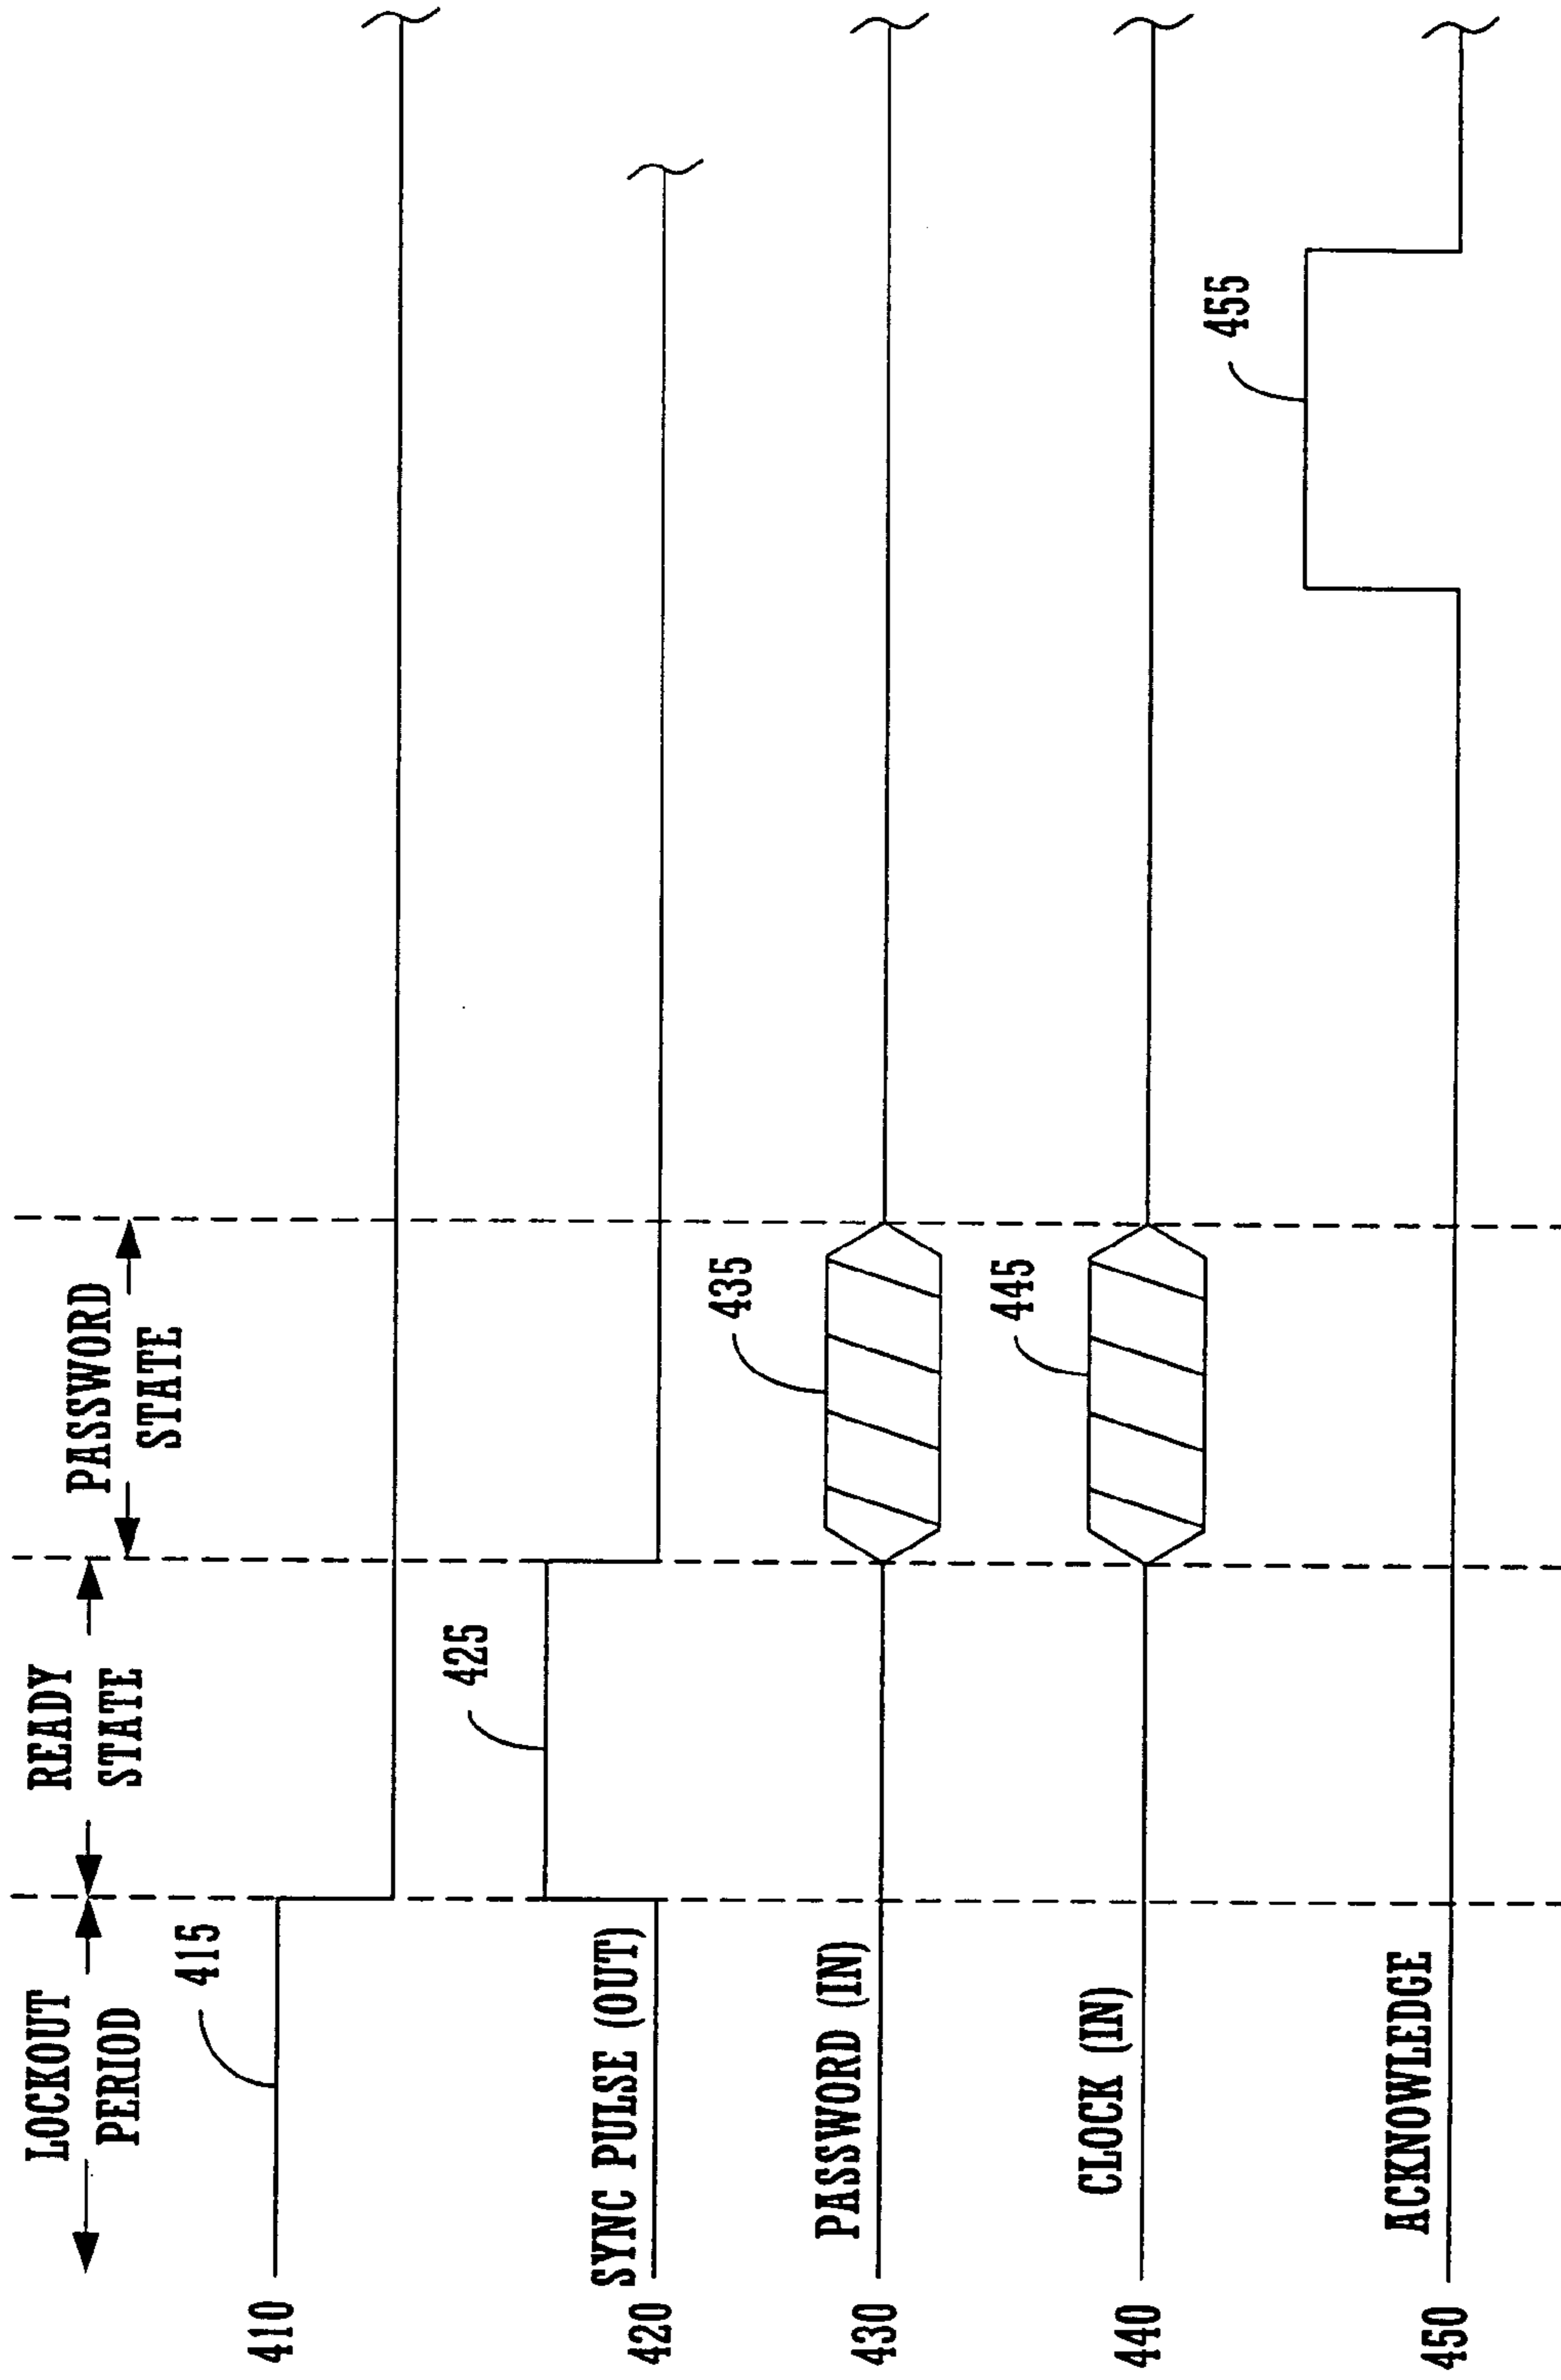 LOCKOUT
PERIOD
READY
STATE
PASSWORD
STATE
410
415
420
SYNC PULSE (OUT)
425
430
PASSWORD (IN)
435
440
CLOCK (IN)
445
450
ACKNOWLEDGE
455